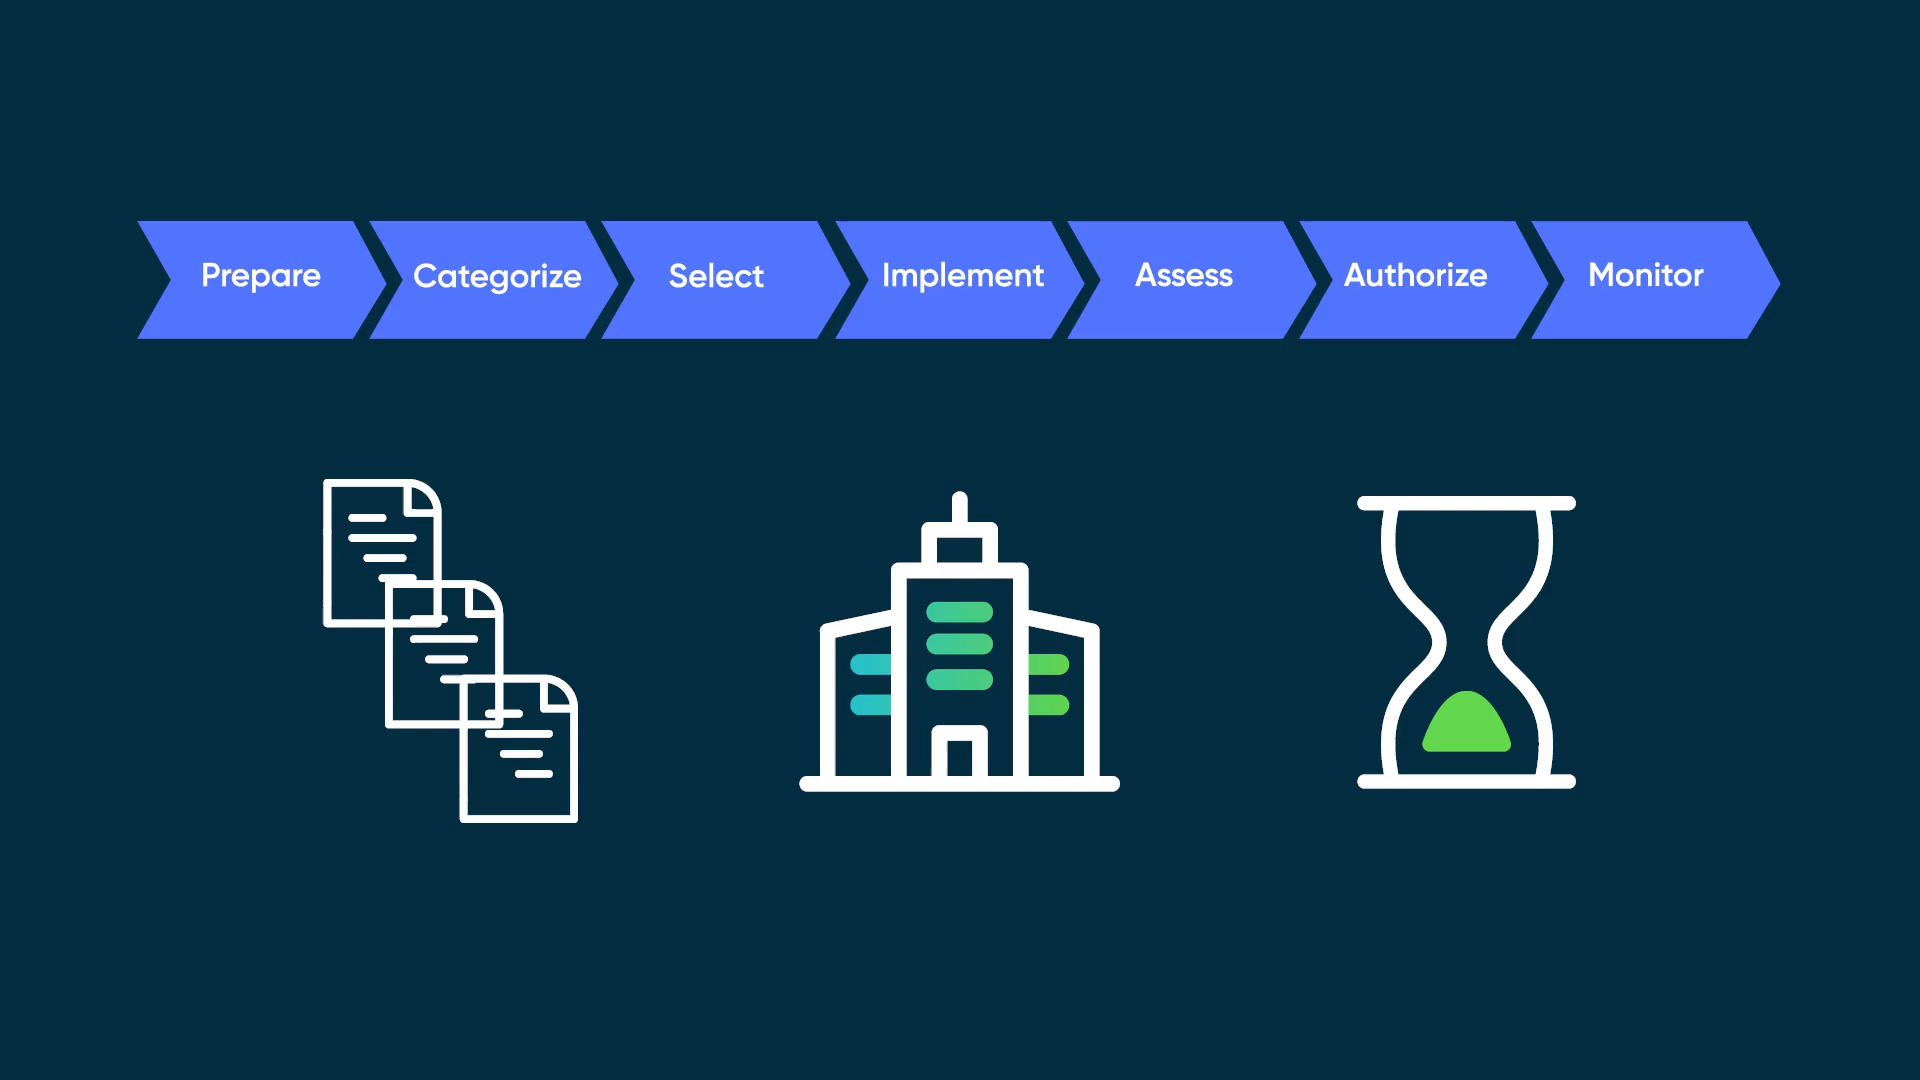 Prepare
Categorize
Select
Implement
Assess
Authorize
Monitor